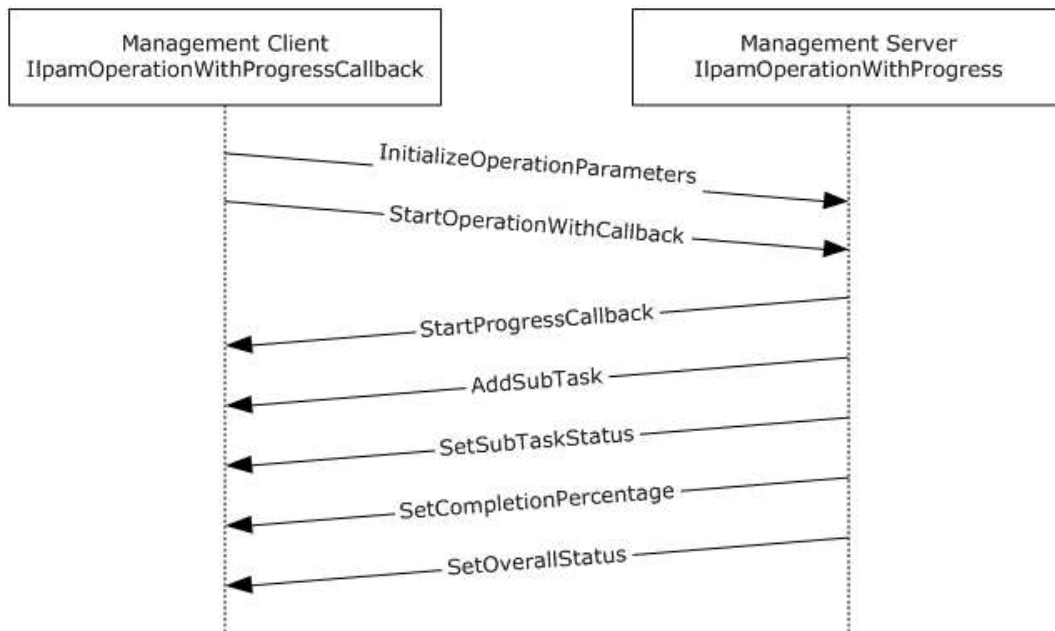 Management Client
IIpamOperationWithProgressCallback
Management Server
IIpamOperationWithProgress
InitializeOperationParameters
StartOperationWithCallback
StartProgressCallback
AddSubTask
SetSubTaskStatus
SetCompletionPercentage
SetOverallStatus